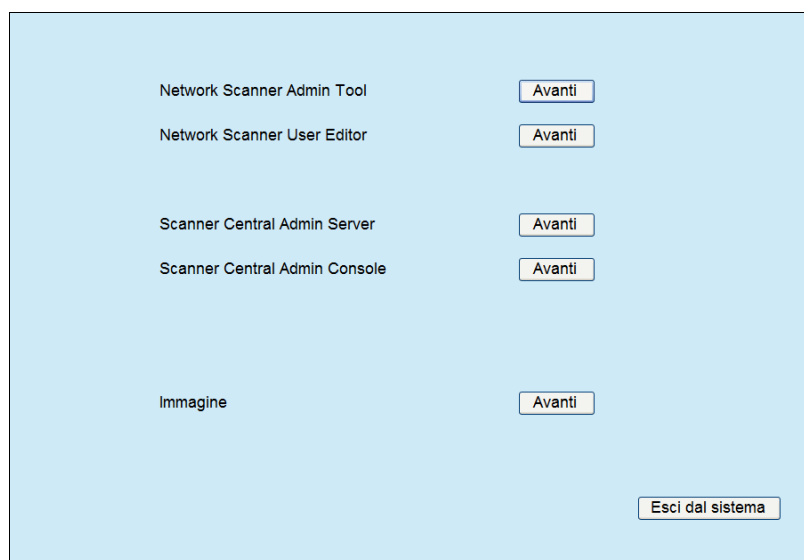 Network Scanner Admin Tool Avanti
Network Scanner User Editor Avanti
Scanner Central Admin Server Avanti
Scanner Central Admin Console Avanti
Immagine Avanti
Esci dal sistema